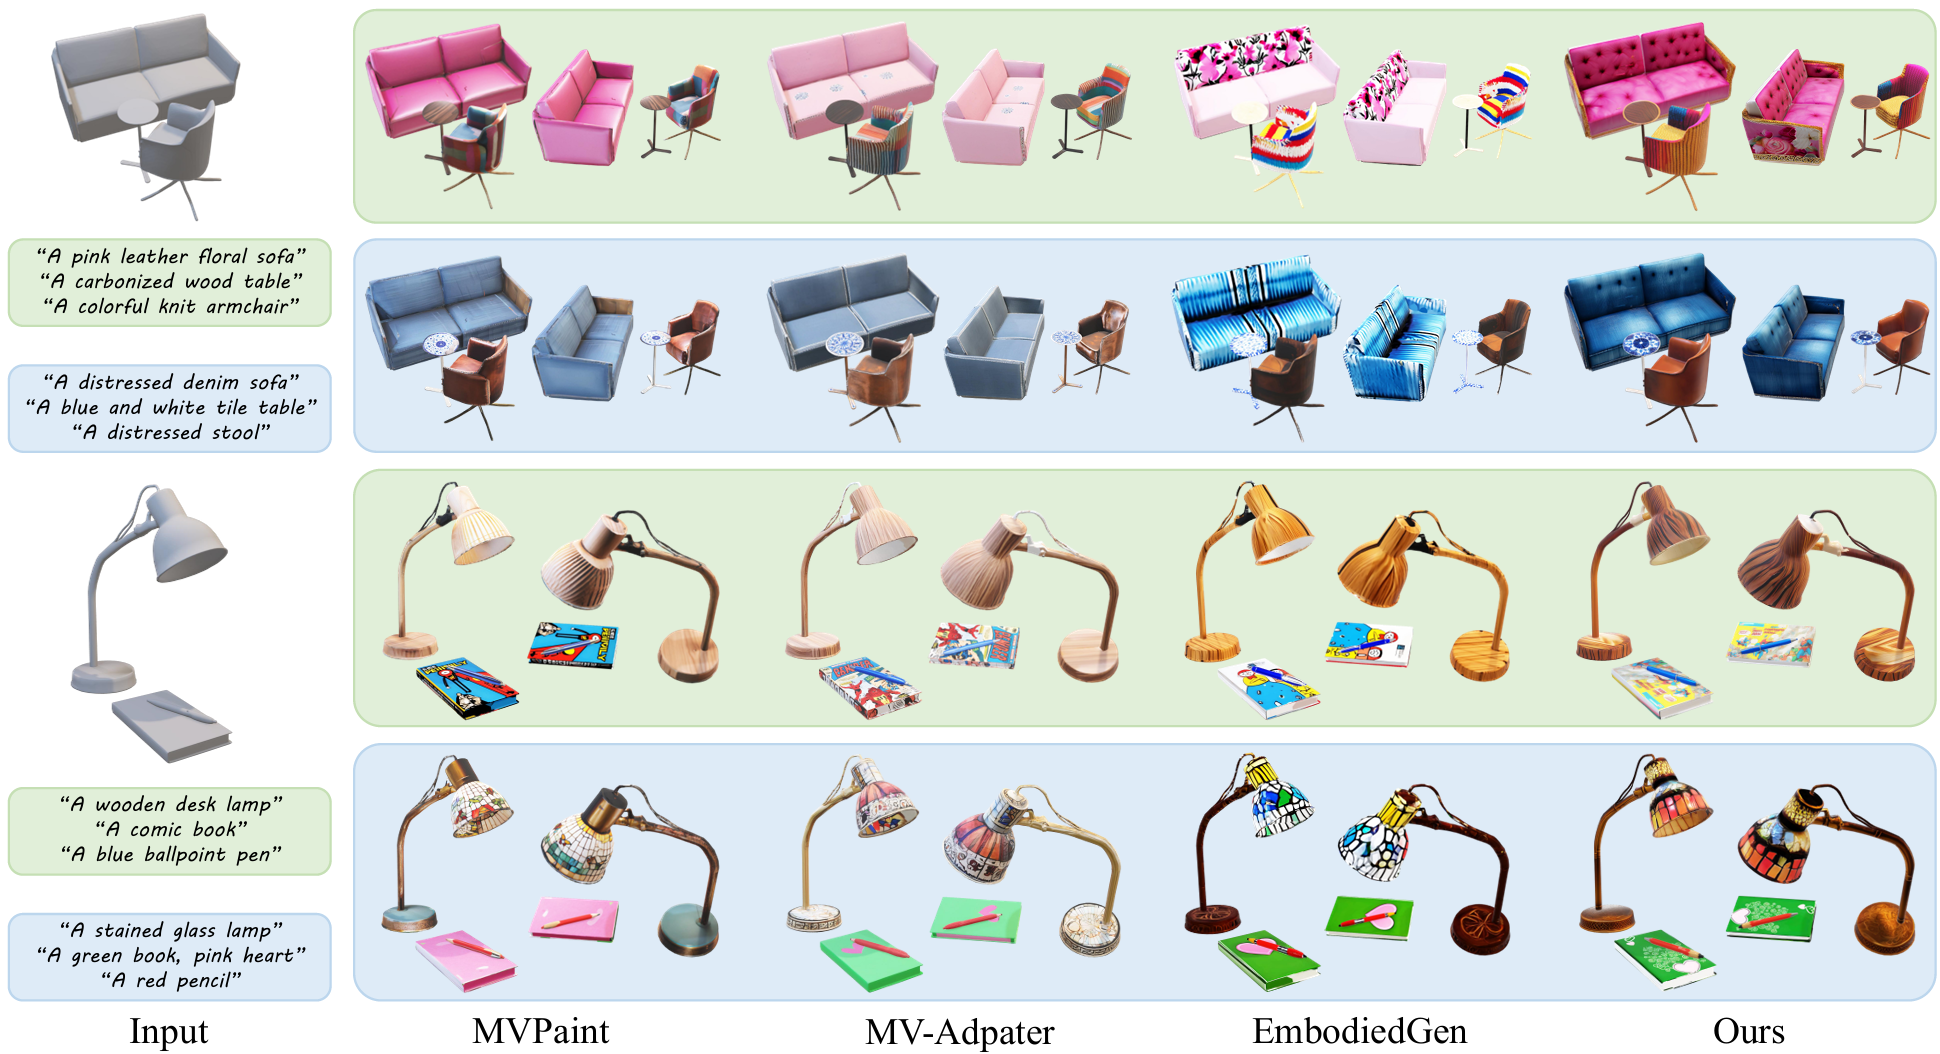 “A pink leather floral sofa”
“A carbonized wood table”
“A colorful knit armchair”
“A distressed denim sofa”
“A blue and white tile table”
“A distressed stool”
“A wooden desk lamp”
“A comic book”
“A blue ballpoint pen”
“A stained glass lamp”
“A green book, pink heart”
“A red pencil”
Input
MVPaint
MV-Adpater
EmbodiedGen
Ours